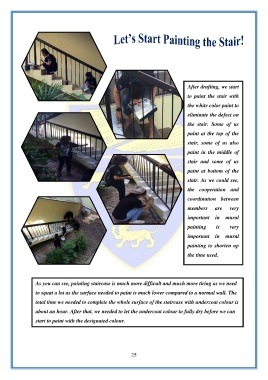 Let's Start Painting the Stair!
After drafting, we start
to paint the stair with
the white color paint to
eliminate the defect on
the stair. Some of us
paint at the top of the
stair, some of us also
paint in the middle of
stair and some of us
paint at bottom of the
stair. As we could see,
the cooperation and
coordination between
members are very
important in mural
painting is very
important in mural
painting to shorten up
the time used.
As you can see, painting staircase is much more difficult and much more tiring as we need
to squat a lot as the surface needed to paint is much lower compared to a normal wall. The
total time we needed to complete the whole surface of the staircase with undercoat colour is
about an hour. After that, we needed to let the undercoat colour to fully dry before we can
start to paint with the designated colour.
25